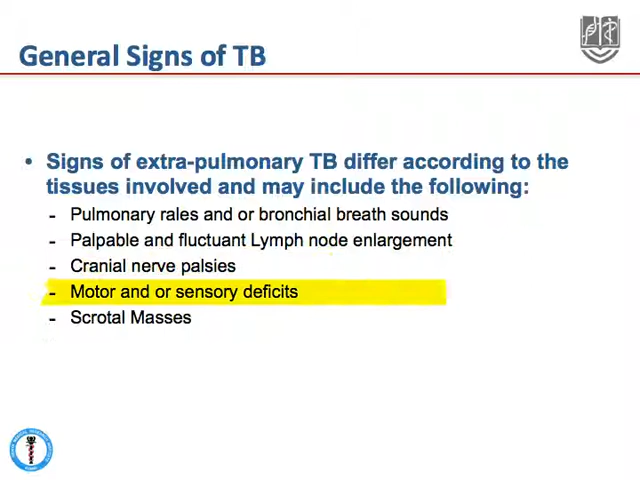 General Signs of TB
• Signs of extra-pulmonary TB differ according to the
tissues involved and may include the following:
- Pulmonary rales and or bronchial breath sounds
- Palpable and fluctuant Lymph node enlargement
- Cranial nerve palsies
- Motor and or sensory deficits
- Scrotal Masses